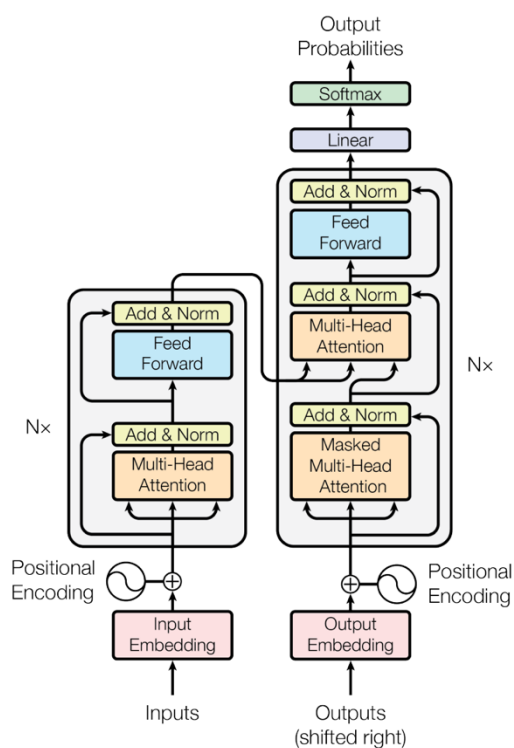 Output
Probabilities
Softmax
Linear
Add & Norm
Feed
Forward
Add & Norm
Multi-Head
Attention
Add & Norm
Masked
Multi-Head
Attention
N×
Positional
Encoding
Output
Embedding
Outputs
(shifted right)
Add & Norm
Feed
Forward
Add & Norm
Multi-Head
Attention
N×
Positional
Encoding
Input
Embedding
Inputs